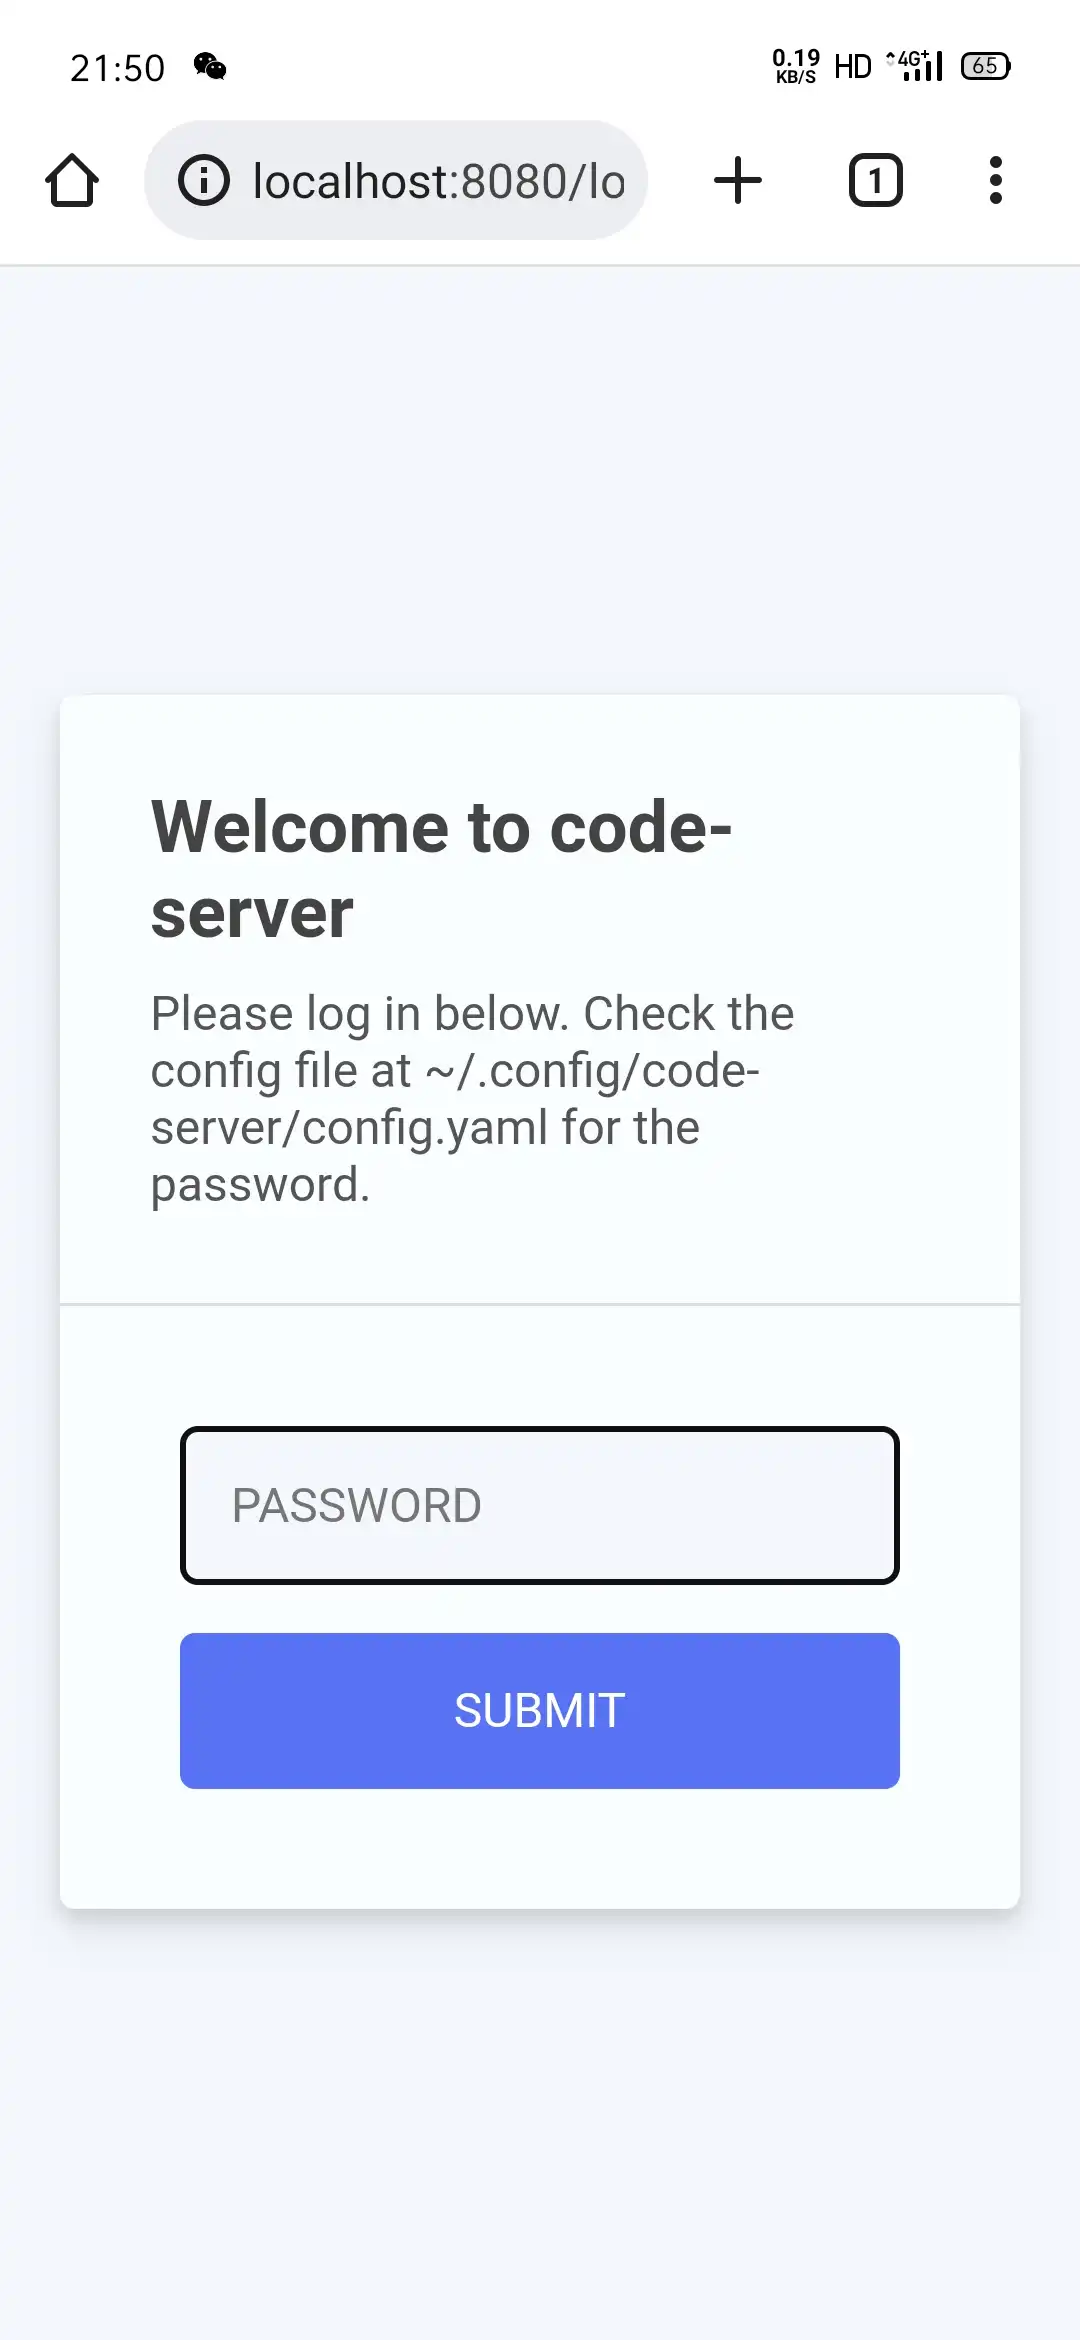 21:50
0.19 KB/S HD 4G+ 65
localhost:8080/lo
1
Welcome to code-
server
Please log in below. Check the
config file at ~/.config/code-
server/config.yaml for the
password.
PASSWORD
SUBMIT